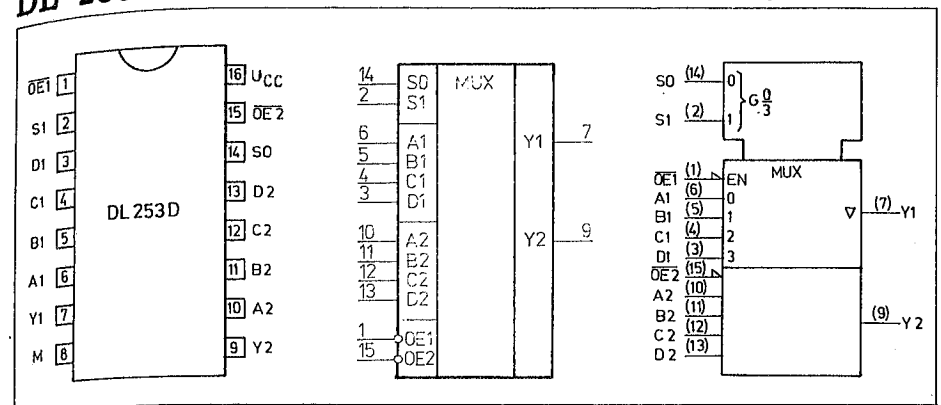 OE1 1
S1 2
D1 3
C1 4
B1 5
A1 6
Y1 7
M 8
DL 253 D
16 UCC
15 OE2
14 S0
13 D2
12 C2
11 B2
10 A2
9 Y2
14 S0
2 S1
MUX
6 A1
5 B1
4 C1
3 D1
10 A2
11 B2
12 C2
13 D2
1 OE1
15 OE2
Y1 7
Y2 9
S0 (14) 0
S1 (2) 1
G 0/3
MUX
OE1 (1) EN
A1 (6) 0
B1 (5) 1
C1 (4) 2
D1 (3) 3
OE2 (15)
A2 (10)
B2 (11)
C2 (12)
D2 (13)
▽ (7) Y1
(9) Y2